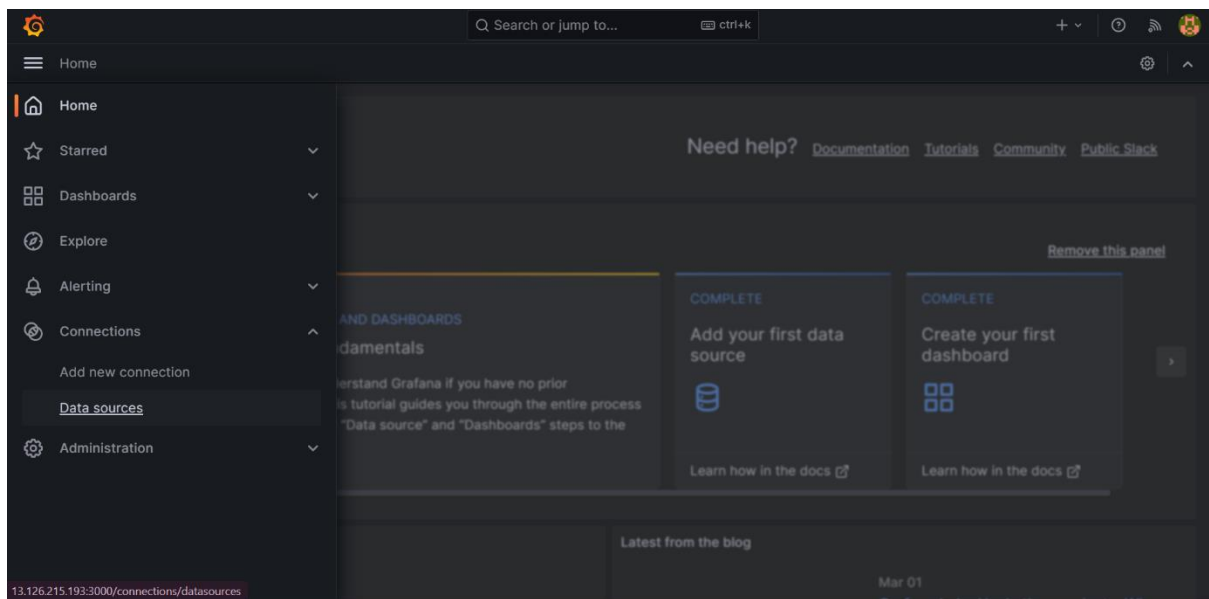 Search or jump to... ctrl+k
Home
Home
Starred
Dashboards
Explore
Alerting
Connections
Add new connection
Data sources
Administration
Need help? Documentation Tutorials Community Public Slack
Remove this panel
AND DASHBOARDS
damentals
erstand Grafana if you have no prior
is tutorial guides you through the entire process
"Data source" and "Dashboards" steps to the
COMPLETE
Add your first data
source
Learn how in the docs
COMPLETE
Create your first
dashboard
Learn how in the docs
Latest from the blog
Mar 01
13.126.215.193:3000/connections/datasources